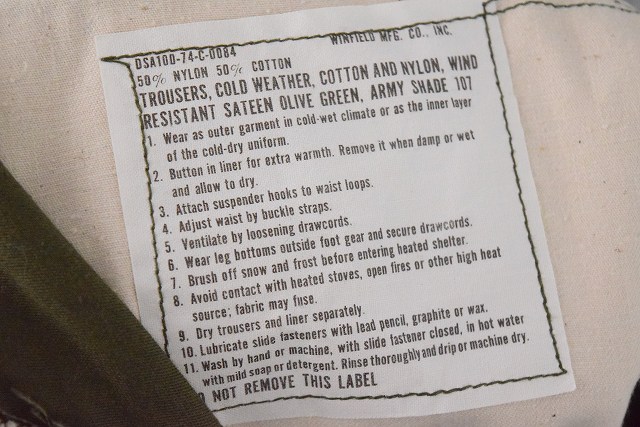 DSA100-74-C-0084
WINFIELD MFG. CO., INC.
50% NYLON 50% COTTON
TROUSERS, COLD WEATHER, COTTON AND NYLON, WIND
RESISTANT SATEEN OLIVE GREEN, ARMY SHADE 107
1. Wear as outer garment in cold-wet climate or as the inner layer
of the cold-dry uniform.
2. Button in liner for extra warmth. Remove it when damp or wet
and allow to dry.
3. Attach suspender hooks to waist loops.
4. Adjust waist by buckle straps.
5. Ventilate by loosening drawcords.
6. Wear leg bottoms outside foot gear and secure drawcords.
7. Brush off snow and frost before entering heated shelter.
8. Avoid contact with heated stoves, open fires or other high heat
source; fabric may fuse.
9. Dry trousers and liner separately.
10. Lubricate slide fasteners with lead pencil, graphite or wax.
11. Wash by hand or machine, with slide fastener closed, in hot water
with mild soap or detergent. Rinse thoroughly and drip or machine dry.
NOT REMOVE THIS LABEL